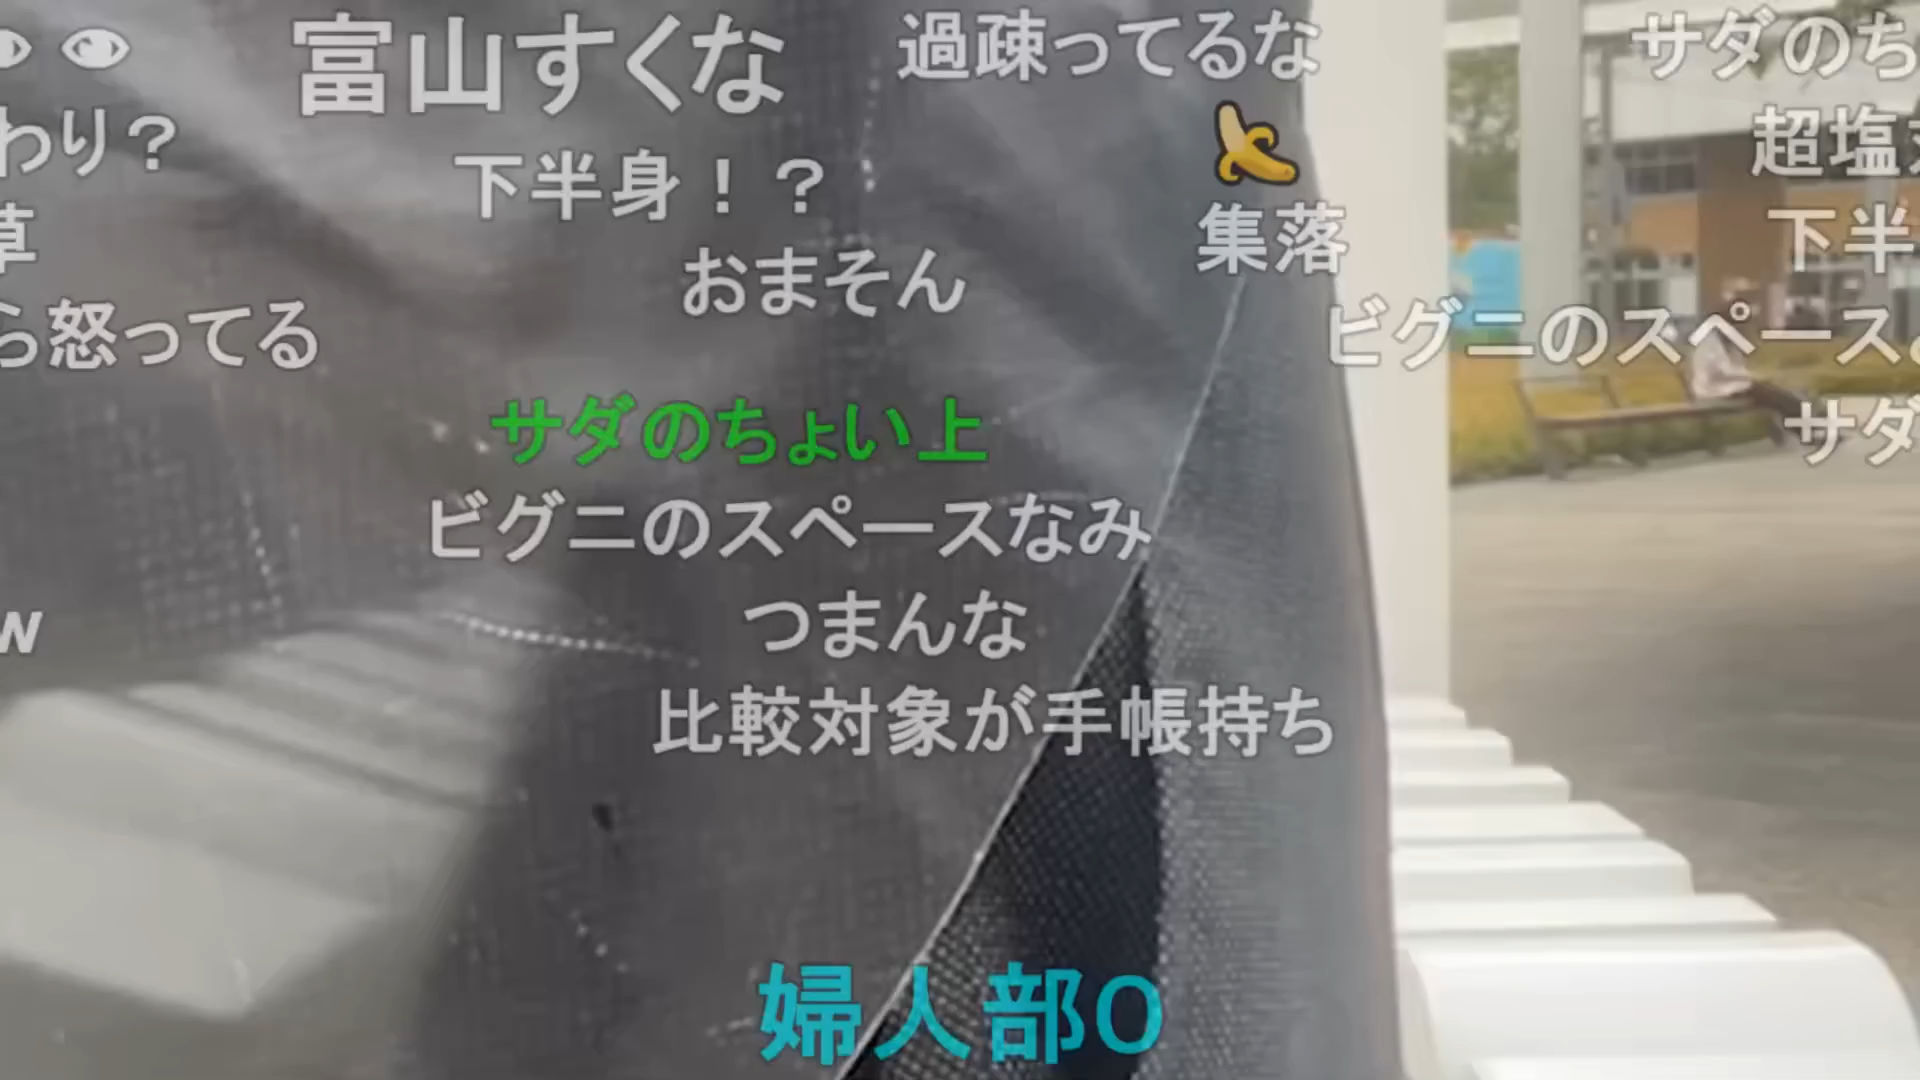 富山すくな
過疎ってるな
サダのち
わり？
下半身！？
超塩対
草
おまそん
集落
下半
ら怒ってる
ビグニのスペースよ
サダのちょい上
サダ
ビグニのスペースなみ
w
つまんな
比較対象が手帳持ち
婦人部O